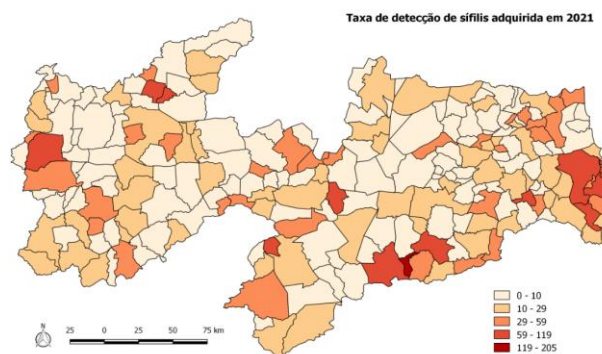 Taxa de detecção de sífilis adquirida em 2021
0 - 10
10 - 29
29 - 59
59 - 119
119 - 205
N
25 0 25 50 75 km